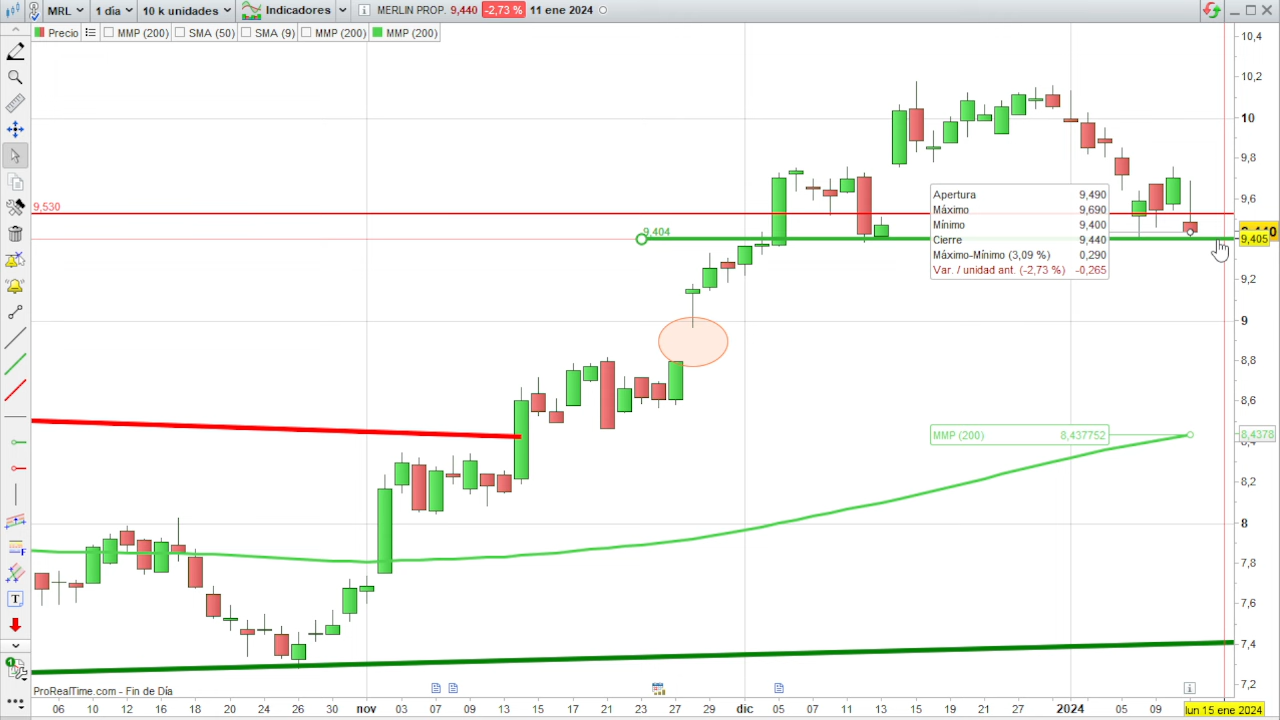 MRL 1 día 10 k unidades Indicadores MERLIN PROP. 9,440 -2,73 % 11 ene 2024
Precio MMP (200) SMA (50) SMA (9) MMP (200) MMP (200)
10,4
10,2
10
9,8
9,6
9,530
9,404
9,405
9,2
9
8,8
8,6
8,4378
8,2
8
7,8
7,6
7,4
7,2
Apertura 9,490
Máximo 9,690
Mínimo 9,400
Cierre 9,440
Máximo-Mínimo (3,09 %) 0,290
Var. / unidad ant. (-2,73 %) -0,265
MMP (200) 8,437752
F
T
1
ProRealTime.com - Fin de Día
06 10 12 16 18 20 24 26 30 nov 03 07 09 13 15 17 21 23 27 29 dic 05 07 11 13 15 19 21 27 29 2024 05 09 lun 15 ene 2024